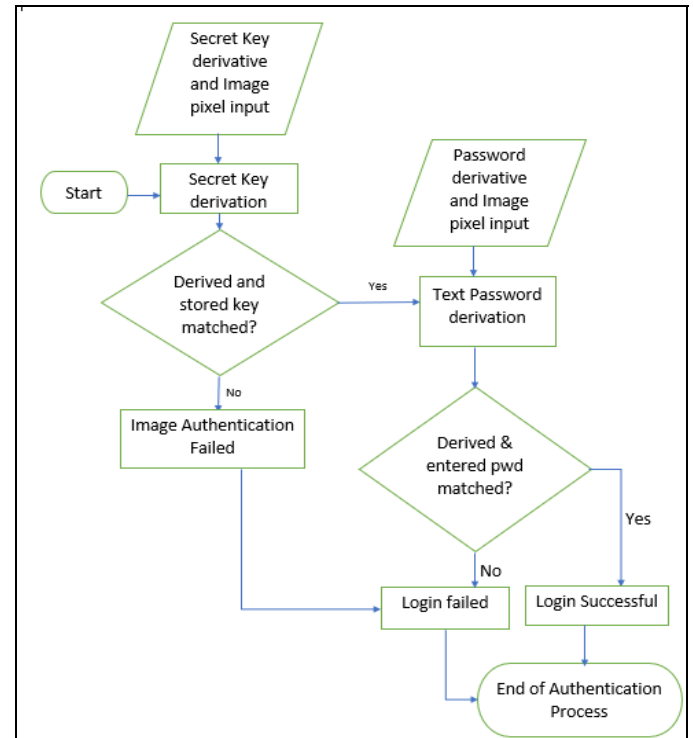 Secret Key
derivative
and Image
pixel input
Start
Secret Key
derivation
Password
derivative
and Image
pixel input
Derived and
stored key
matched?
Yes
Text Password
derivation
No
Image Authentication
Failed
Derived &
entered pwd
matched?
Yes
No
Login failed
Login Successful
End of Authentication
Process